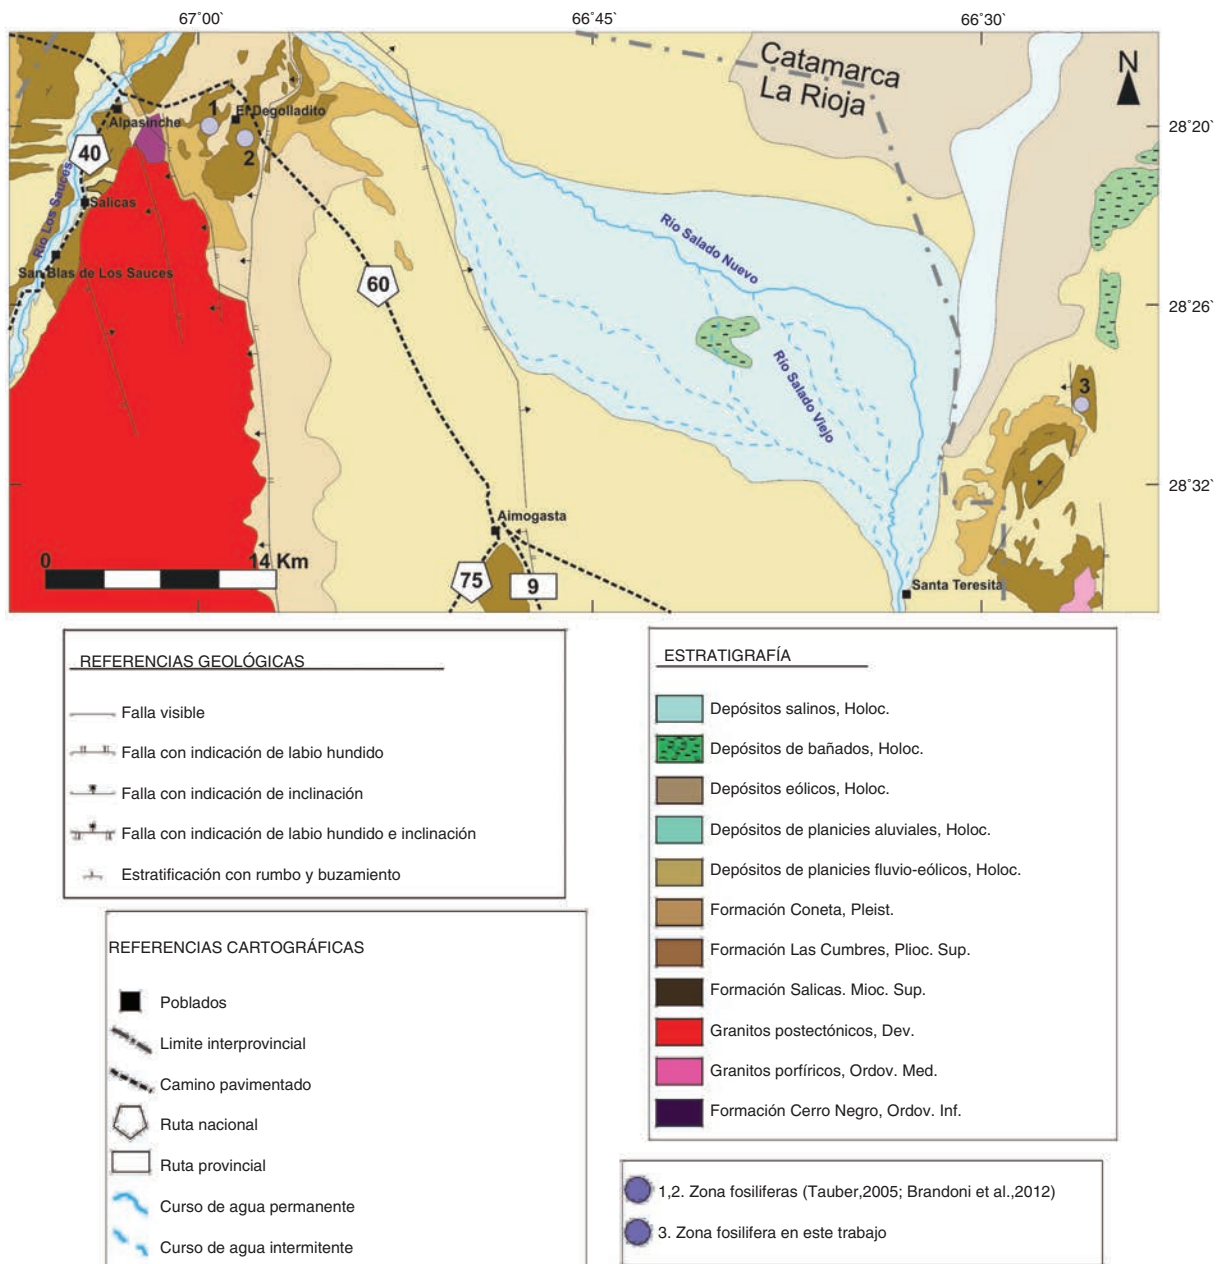 67°00`
66°45`
66°30`
Catamarca
La Rioja
N
28°20`
28°26`
28°32`
1
El Degolladito
Alpasinche
2
40
Río Los Sauces
Salicas
San Blas de Los Sauces
60
Río Salado Nuevo
Río Salado Viejo
3
Aimogasta
0
14 Km
75
9
Santa Teresita
REFERENCIAS GEOLÓGICAS
Falla visible
Falla con indicación de labio hundido
Falla con indicación de inclinación
Falla con indicación de labio hundido e inclinación
Estratificación con rumbo y buzamiento
REFERENCIAS CARTOGRÁFICAS
Poblados
Limite interprovincial
Camino pavimentado
Ruta nacional
Ruta provincial
Curso de agua permanente
Curso de agua intermitente
ESTRATIGRAFÍA
Depósitos salinos, Holoc.
Depósitos de bañados, Holoc.
Depósitos eólicos, Holoc.
Depósitos de planicies aluviales, Holoc.
Depósitos de planicies fluvio-eólicos, Holoc.
Formación Coneta, Pleist.
Formación Las Cumbres, Plioc. Sup.
Formación Salicas. Mioc. Sup.
Granitos postectónicos, Dev.
Granitos porfíricos, Ordov. Med.
Formación Cerro Negro, Ordov. Inf.
1,2. Zona fosiliferas (Tauber,2005; Brandoni et al.,2012)
3. Zona fosilifera en este trabajo